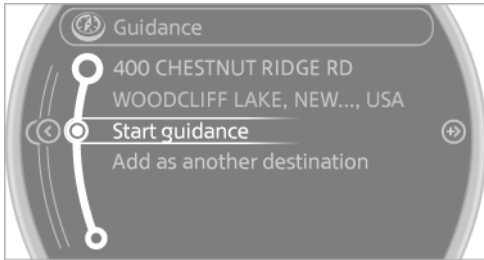 Guidance
400 CHESTNUT RIDGE RD
WOODCLIFF LAKE, NEW..., USA
Start guidance
Add as another destination